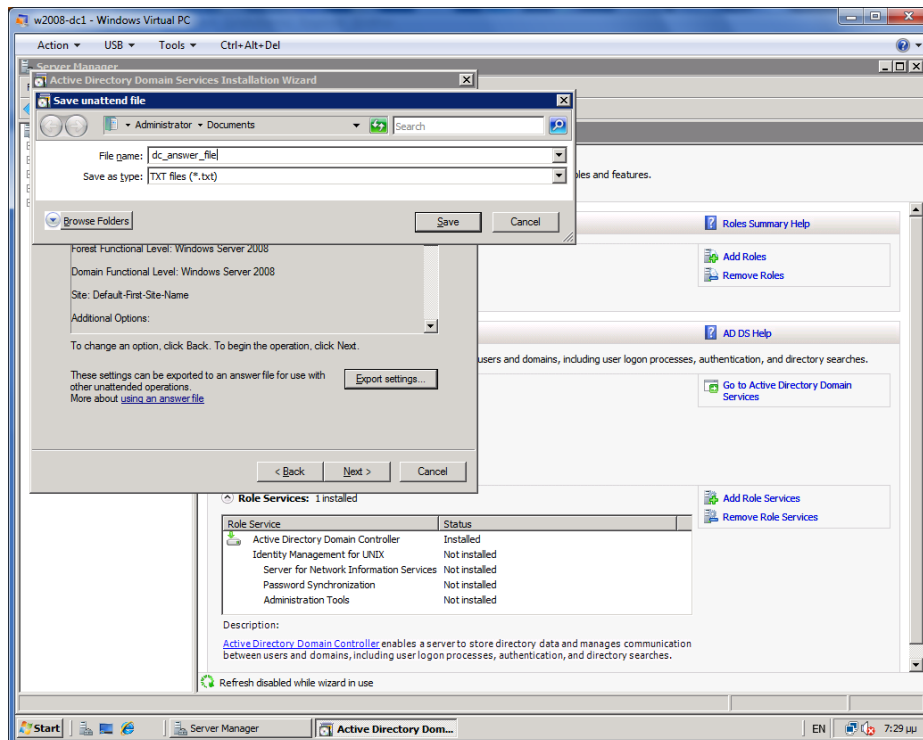 w2008-dc1 - Windows Virtual PC
Action USB Tools Ctrl+Alt+Del
Server Manager
Active Directory Domain Services Installation Wizard
Save unattend file
Administrator Documents Search
File name: dc_answer_file
Save as type: TXT files (*.txt)
Browse Folders Save Cancel
and features.
Roles Summary Help
Forest Functional Level: Windows Server 2008
Add Roles
Domain Functional Level: Windows Server 2008
Remove Roles
Site: Default-First-Site-Name
Additional Options:
AD DS Help
To change an option, click Back. To begin the operation, click Next.
users and domains, including user logon processes, authentication, and directory searches.
These settings can be exported to an answer file for use with
other unattended operations.
More about using an answer file
Export settings...
Go to Active Directory Domain
Services
< Back Next > Cancel
Role Services: 1 installed
Add Role Services
Remove Role Services
Role Service Status
Active Directory Domain Controller Installed
Identity Management for UNIX Not installed
Server for Network Information Services Not installed
Password Synchronization Not installed
Administration Tools Not installed
Description:
Active Directory Domain Controller enables a server to store directory data and manages communication
between users and domains, including user logon processes, authentication, and directory searches.
Refresh disabled while wizard in use
Start Server Manager Active Directory Dom... EN 7:29 μμ